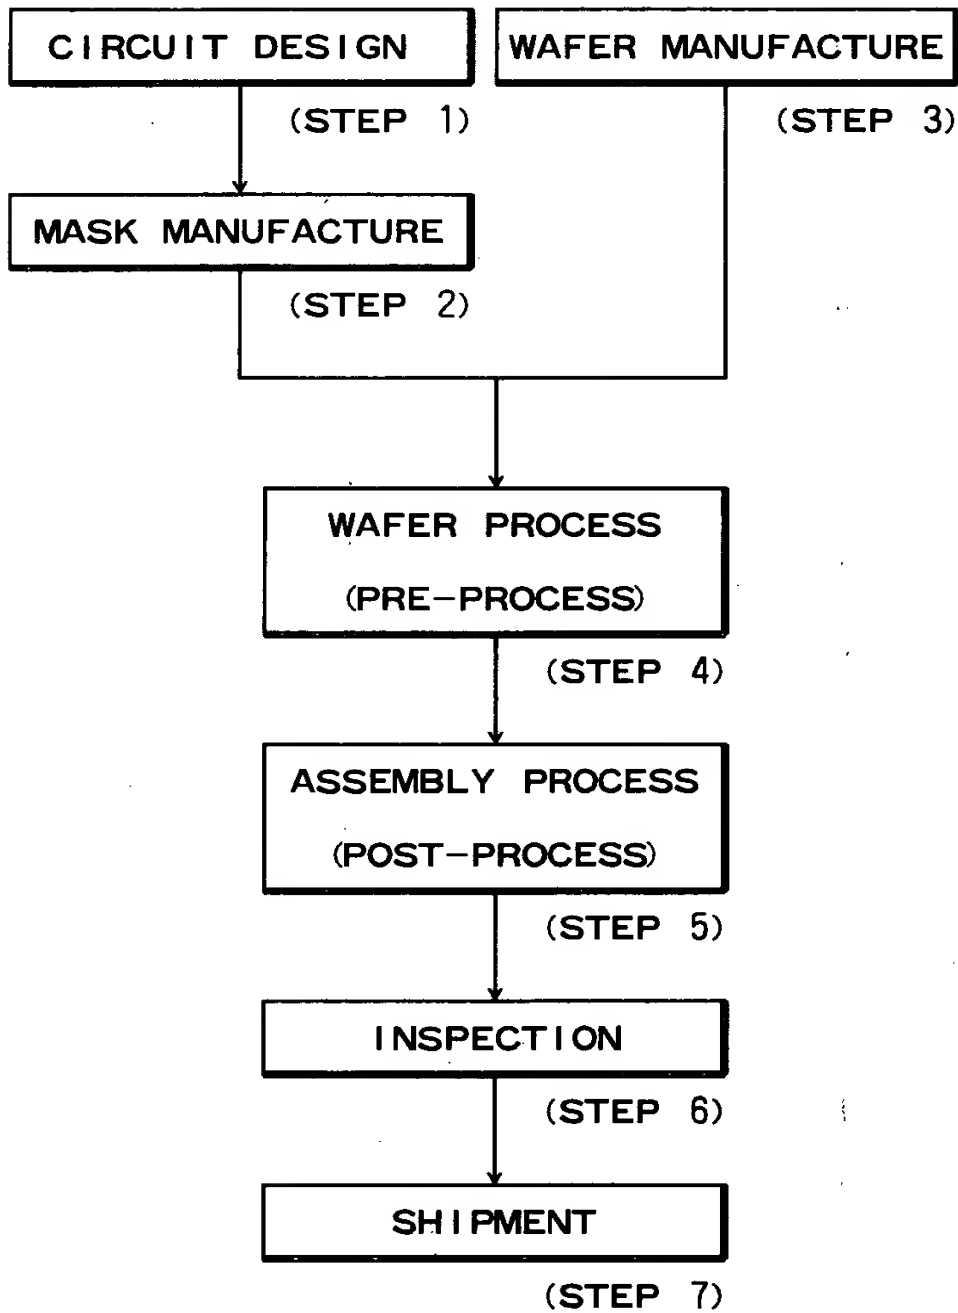 CIRCUIT DESIGN
(STEP 1)
WAFER MANUFACTURE
(STEP 3)
MASK MANUFACTURE
(STEP 2)
WAFER PROCESS
(PRE-PROCESS)
(STEP 4)
ASSEMBLY PROCESS
(POST-PROCESS)
(STEP 5)
INSPECTION
(STEP 6)
SHIPMENT
(STEP 7)